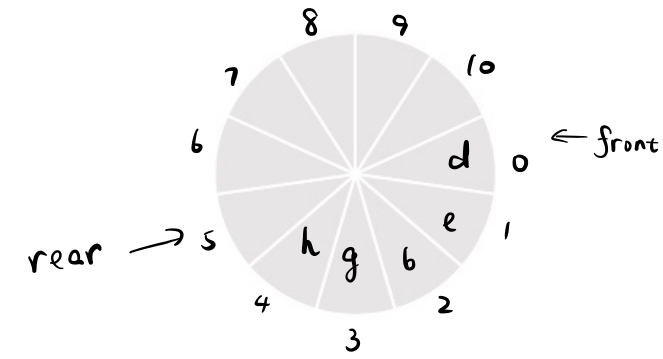 8 9
7 10
6 ← front
d 0
e 1
rear → 5 h g b
4 2
3